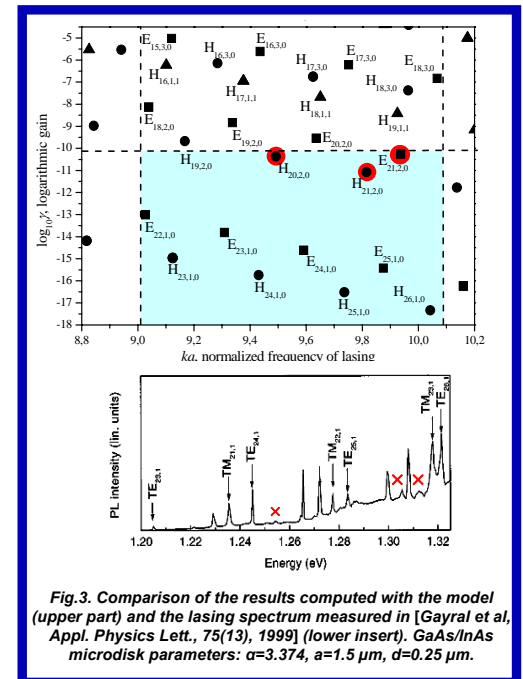 -5
-6
-7
-8
-9
-10
-11
-12
-13
-14
-15
-16
-17
-18
log10γ, logarithmic gain
E15,3,0
H16,1,1
H16,3,0
E16,3,0
H17,1,1
H17,3,0
E17,3,0
H18,1,1
H18,3,0
E18,3,0
H19,1,1
E18,2,0
E19,2,0
E20,2,0
H19,2,0
H20,2,0
H21,2,0
E21,2,0
E22,1,0
E23,1,0
E24,1,0
E25,1,0
H23,1,0
H24,1,0
H25,1,0
H26,1,0
8,8 9,0 9,2 9,4 9,6 9,8 10,0 10,2
ka, normalized frequency of lasing
PL intensity (lin. units)
TE23,1
TM21,1
TE24,1
TM22,1
TE25,1
TM23,1
TE26,1
1.20 1.22 1.24 1.26 1.28 1.30 1.32
Energy (eV)
Fig.3. Comparison of the results computed with the model
(upper part) and the lasing spectrum measured in [Gayral et al,
Appl. Physics Lett., 75(13), 1999] (lower insert). GaAs/InAs
microdisk parameters: α=3.374, a=1.5 µm, d=0.25 µm.